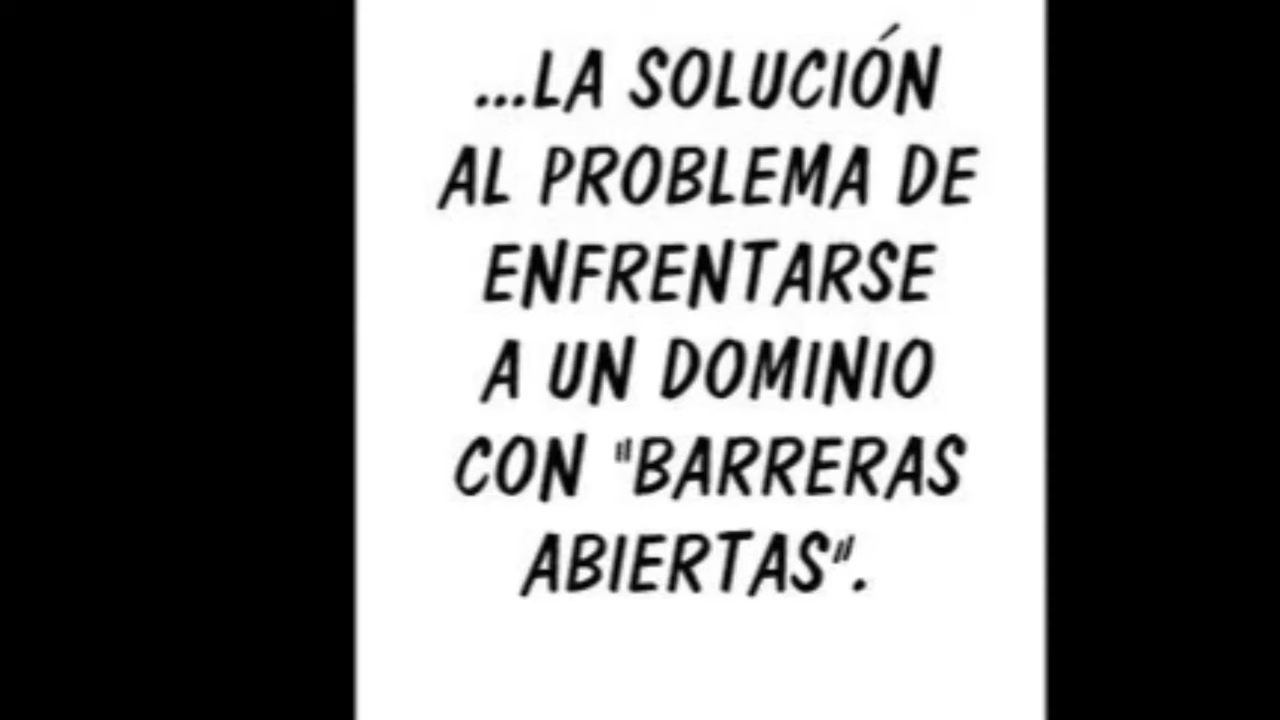 ...LA SOLUCIÓN
AL PROBLEMA DE
ENFRENTARSE
A UN DOMINIO
CON "BARRERAS
ABIERTAS".